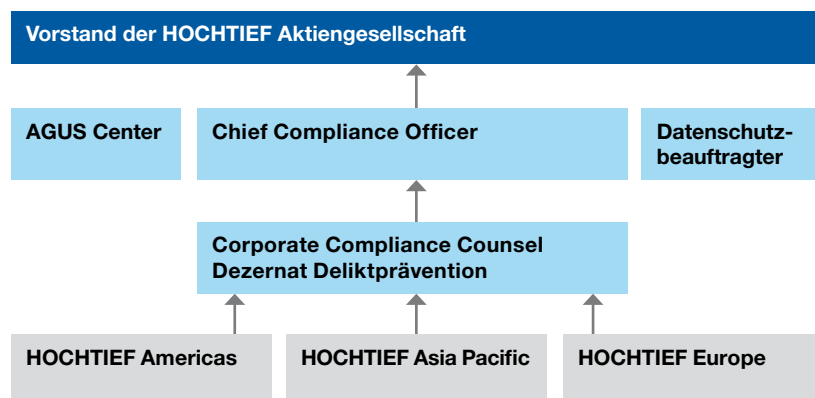 Vorstand der HOCHTIEF Aktiengesellschaft
AGUS Center
Chief Compliance Officer
Datenschutz-
beauftragter
Corporate Compliance Counsel
Dezernat Deliktprävention
HOCHTIEF Americas
HOCHTIEF Asia Pacific
HOCHTIEF Europe